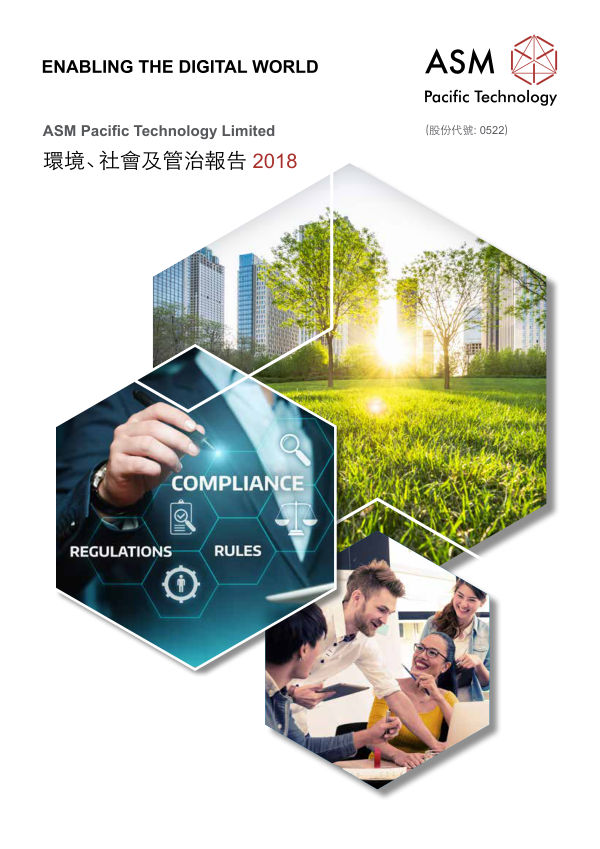 ENABLING THE DIGITAL WORLD
ASM
Pacific Technology
ASM Pacific Technology Limited
(股份代號: 0522)
環境、社會及管治報告 2018
COMPLIANCE
REGULATIONS
RULES